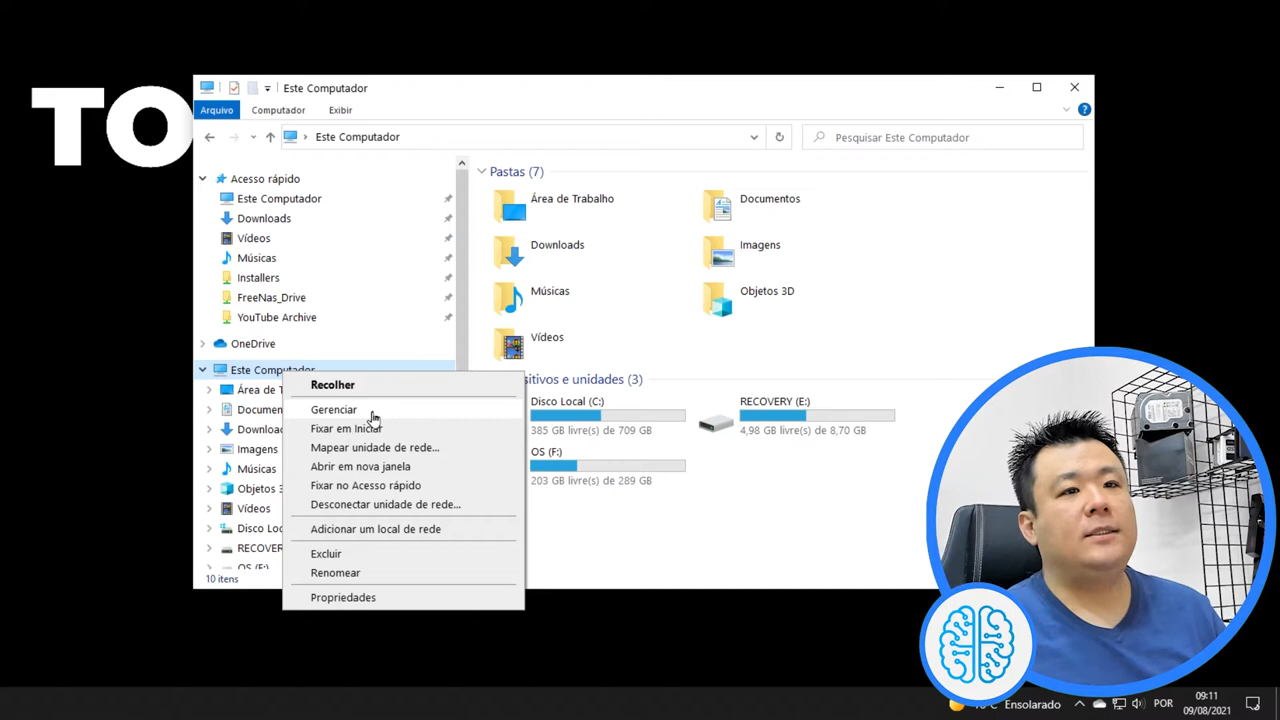 TO
Este Computador
Arquivo
Computador
Exibir
Este Computador
Pesquisar Este Computador
Acesso rápido
Este Computador
Downloads
Vídeos
Músicas
Installers
FreeNas_Drive
YouTube Archive
OneDrive
Este Computador
Área de T
Documen
Downloa
Imagens
Músicas
Objetos 3
Vídeos
Disco Loc
RECOVERY
OS (F:)
10 itens
Recolher
Gerenciar
Fixar em Iniciar
Mapear unidade de rede...
Abrir em nova janela
Fixar no Acesso rápido
Desconectar unidade de rede...
Adicionar um local de rede
Excluir
Renomear
Propriedades
Pastas (7)
Área de Trabalho
Documentos
Downloads
Imagens
Músicas
Objetos 3D
Vídeos
sitivos e unidades (3)
Disco Local (C:)
385 GB livre(s) de 709 GB
RECOVERY (E:)
4,98 GB livre(s) de 8,70 GB
OS (F:)
203 GB livre(s) de 289 GB
Ensolarado
POR
09:11
09/08/2021